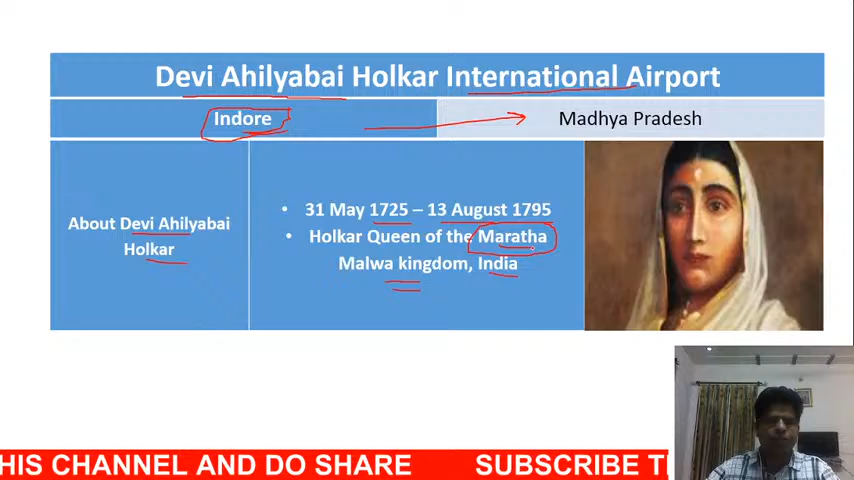 Devi Ahilyabai Holkar International Airport
Indore
Madhya Pradesh
About Devi Ahilyabai
Holkar
• 31 May 1725 – 13 August 1795
• Holkar Queen of the Maratha
Malwa kingdom, India
HIS CHANNEL AND DO SHARE SUBSCRIBE